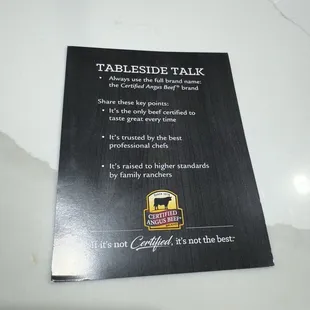 TABLESIDE TALK
• Always use the full brand name:
the Certified Angus Beef™ brand
Share these key points:
• It's the only beef certified to
taste great every time
• It's trusted by the best
professional chefs
• It's raised to higher standards
by family ranchers
CERTIFIED
ANGUS BEEF
If it's not Certified, it's not the best.